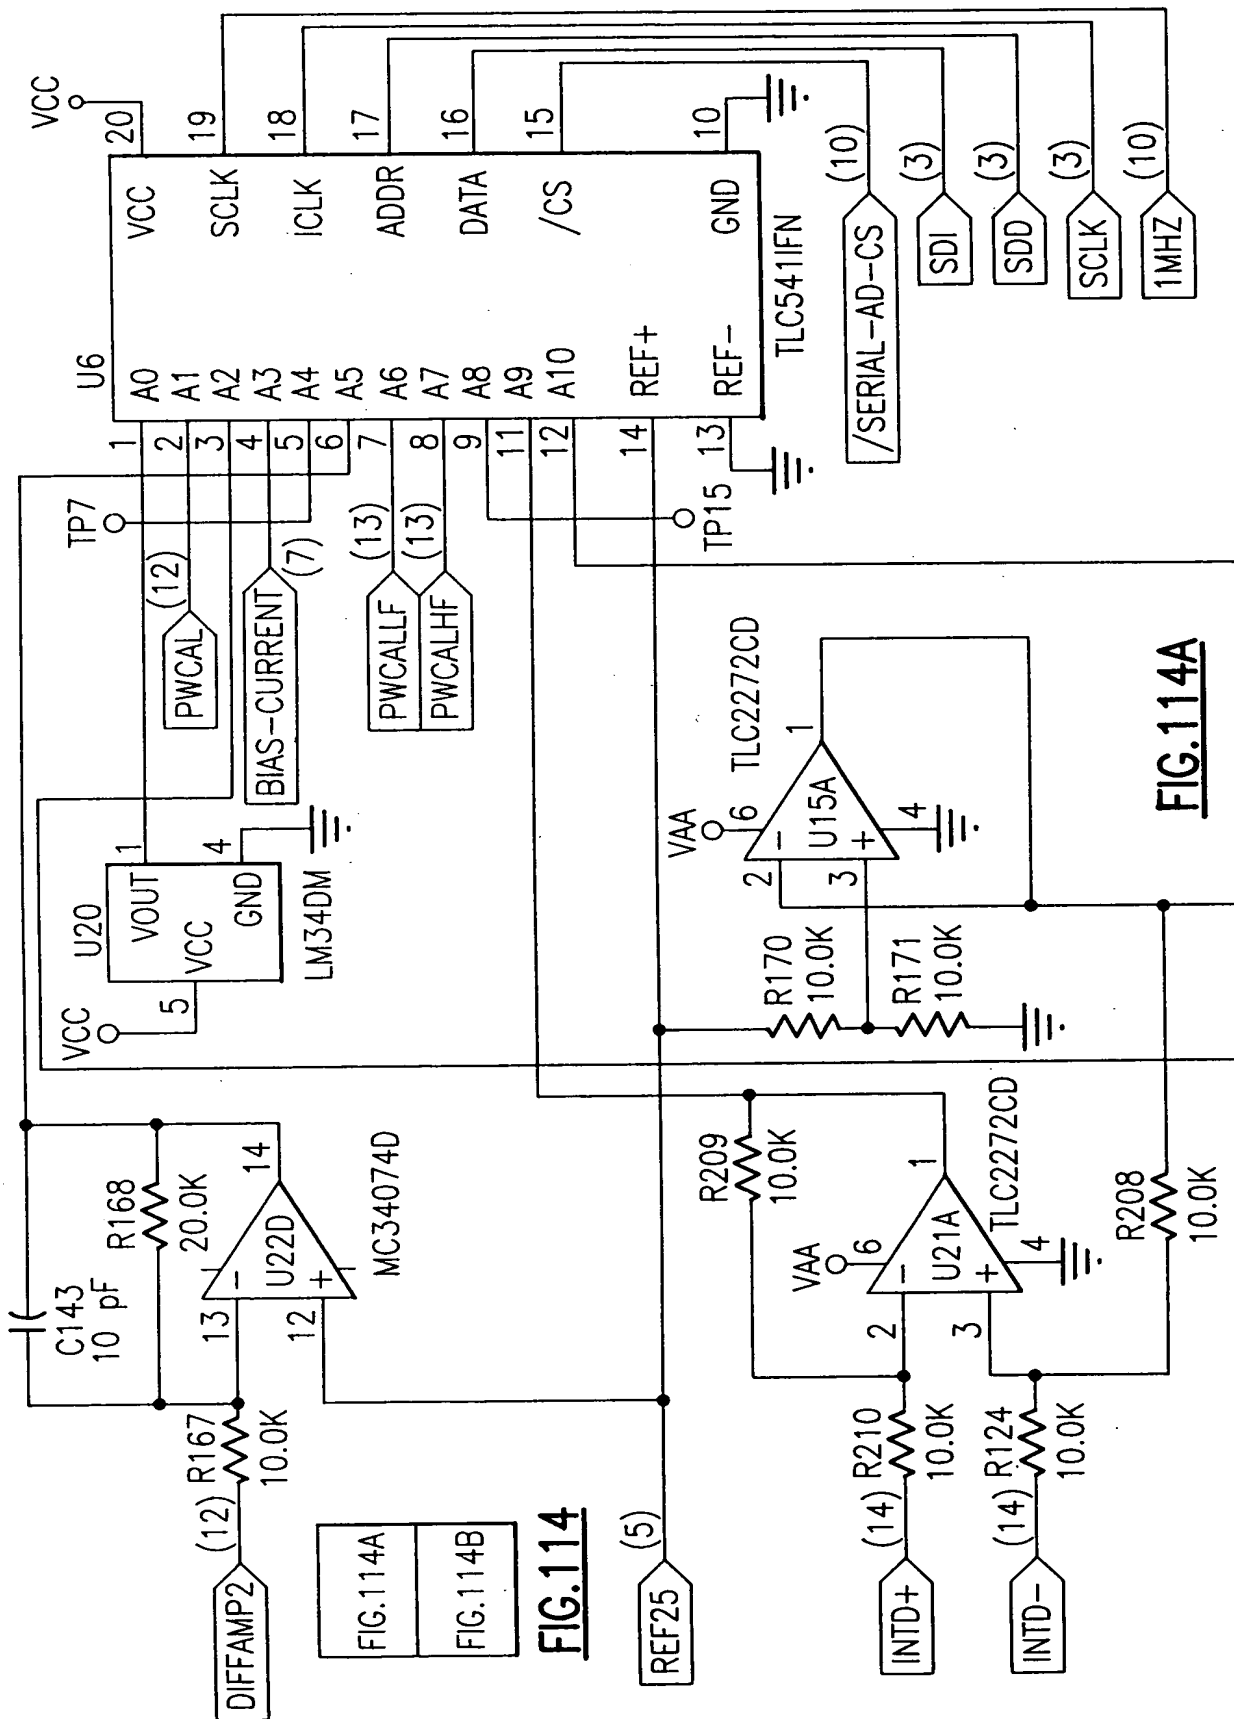 DIFFAMP2
(12)
R167
10.0K
C143
10 pF
R168
20.0K
13
12
-
+
U22D
14
MC34074D
VCC
5
U20
VOUT
VCC
GND
1
4
LM34DM
TP7
PWCAL
(12)
BIAS-CURRENT
(7)
PWCALLF
(13)
PWCALHF
(13)
TP15
U6
1
2
3
4
5
6
7
8
9
11
12
14
13
A0
A1
A2
A3
A4
A5
A6
A7
A8
A9
A10
REF+
REF-
VCC
SCLK
ICLK
ADDR
DATA
/CS
GND
20
19
18
17
16
15
10
VCC
TLC541IFN
/SERIAL-AD-CS
(10)
SDI
(3)
SDD
(3)
SCLK
(3)
1MHZ
(10)
FIG.114A
FIG.114B
FIG.114
REF25
(5)
R170
10.0K
R171
10.0K
VAA
6
2
3
-
+
U15A
4
1
TLC2272CD
INTD+
(14)
R210
10.0K
INTD-
(14)
R124
10.0K
R209
10.0K
VAA
6
2
3
-
+
U21A
4
1
TLC2272CD
R208
10.0K
FIG.114A